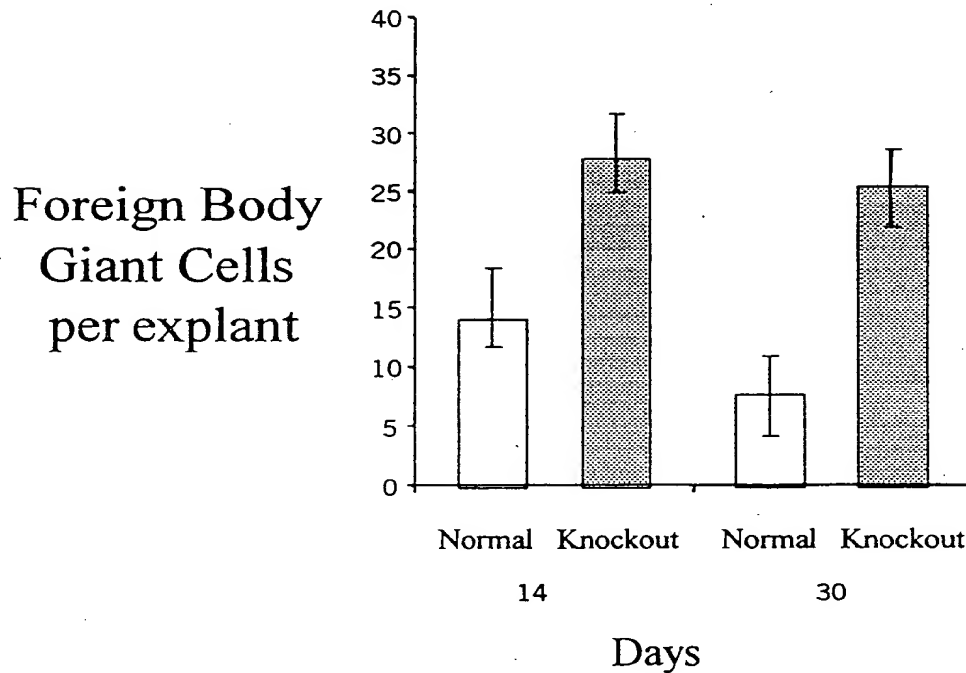 Foreign Body
Giant Cells
per explant
40
35
30
25
20
15
10
5
0
Normal Knockout Normal Knockout
14 30
Days